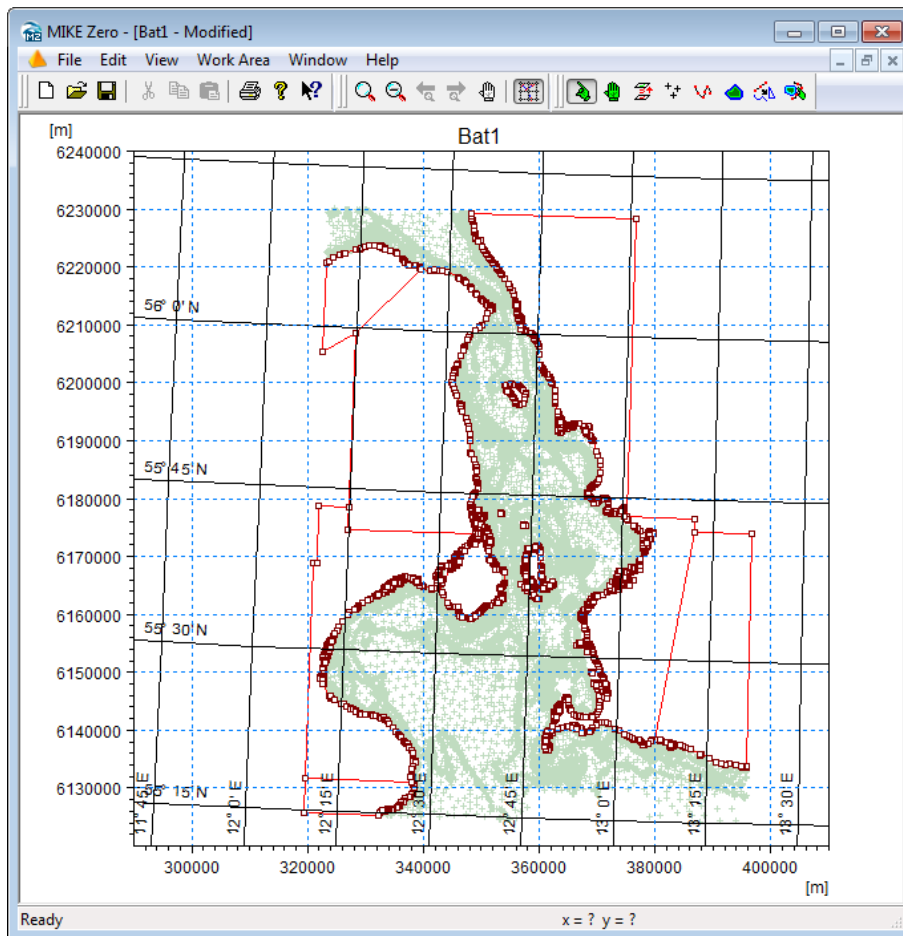 MIKE Zero - [Bat1 - Modified]
File Edit View Work Area Window Help
[m]
Bat1
6240000
6230000
6220000
6210000
6200000
6190000
6180000
6170000
6160000
6150000
6140000
6130000
56° 0' N
55° 45' N
55° 30' N
55° 15' N
11° 45' E
12° 0' E
12° 15' E
12° 30' E
12° 45' E
13° 0' E
13° 15' E
13° 30' E
300000 320000 340000 360000 380000 400000
[m]
Ready x = ? y = ?